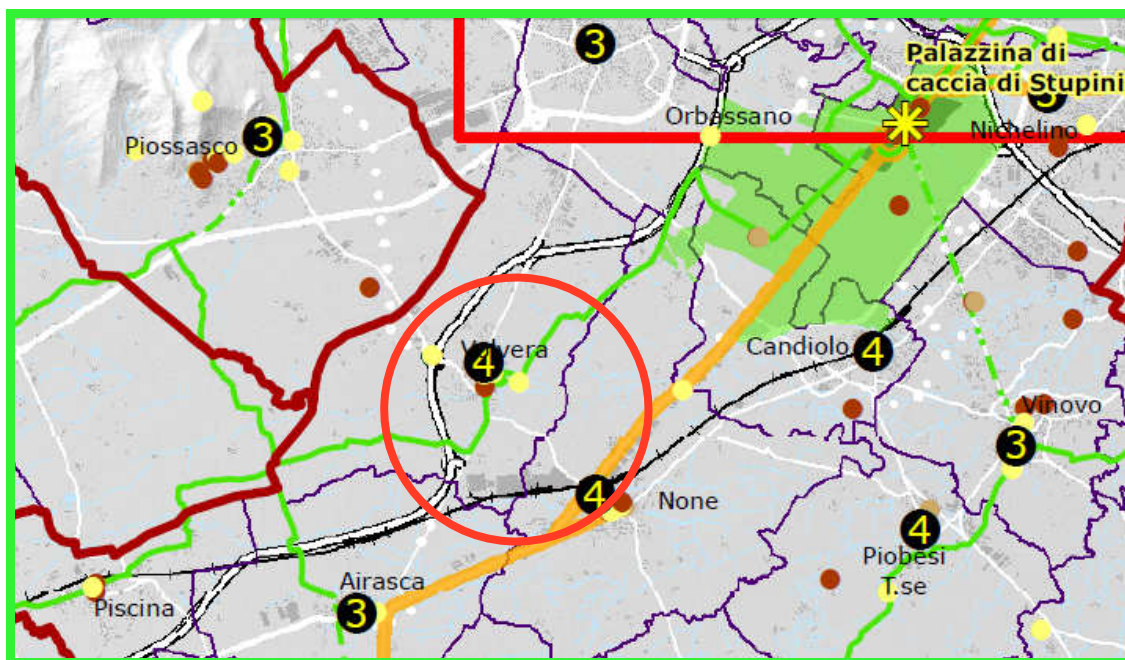 3
Palazzina di
caccia di Stupini
3
Orbassano
Nichelino
3
Piossasco
Volvera
4
Candiolo
4
Vinovo
3
4
None
4
Piobesi
T.se
Airasca
3
Piscina